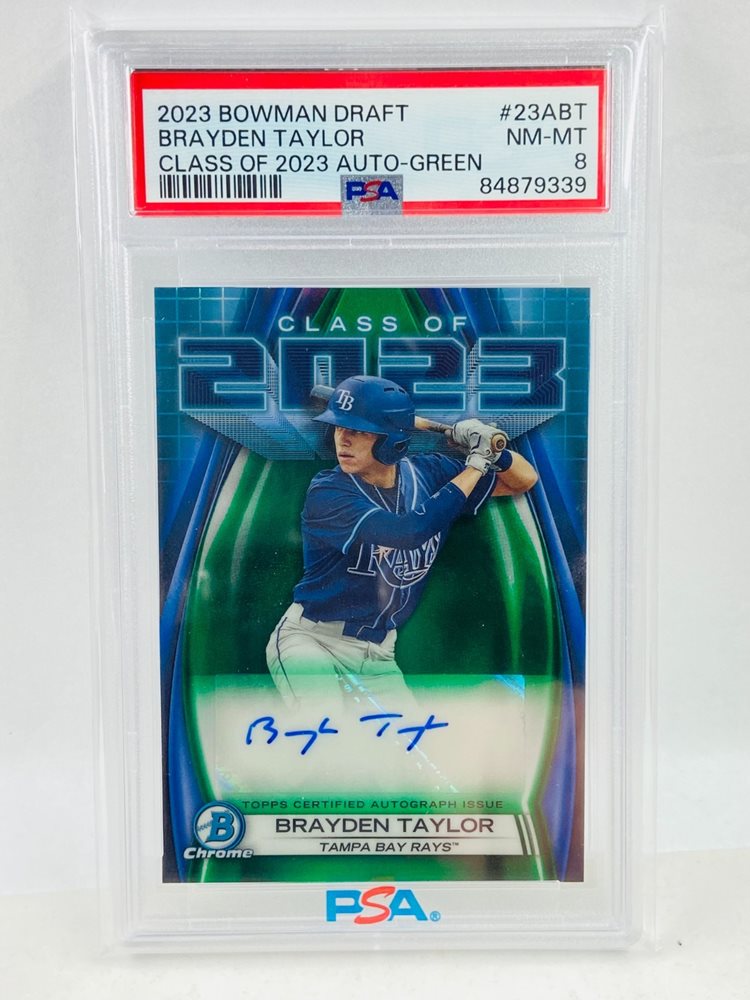 2023 BOWMAN DRAFT #23ABT
BRAYDEN TAYLOR NM-MT
CLASS OF 2023 AUTO-GREEN 8
PSA 84879339
CLASS OF
2023
TB
RAYS
TOPPS CERTIFIED AUTOGRAPH ISSUE
B BRAYDEN TAYLOR
Chrome TAMPA BAY RAYS™
PSA®